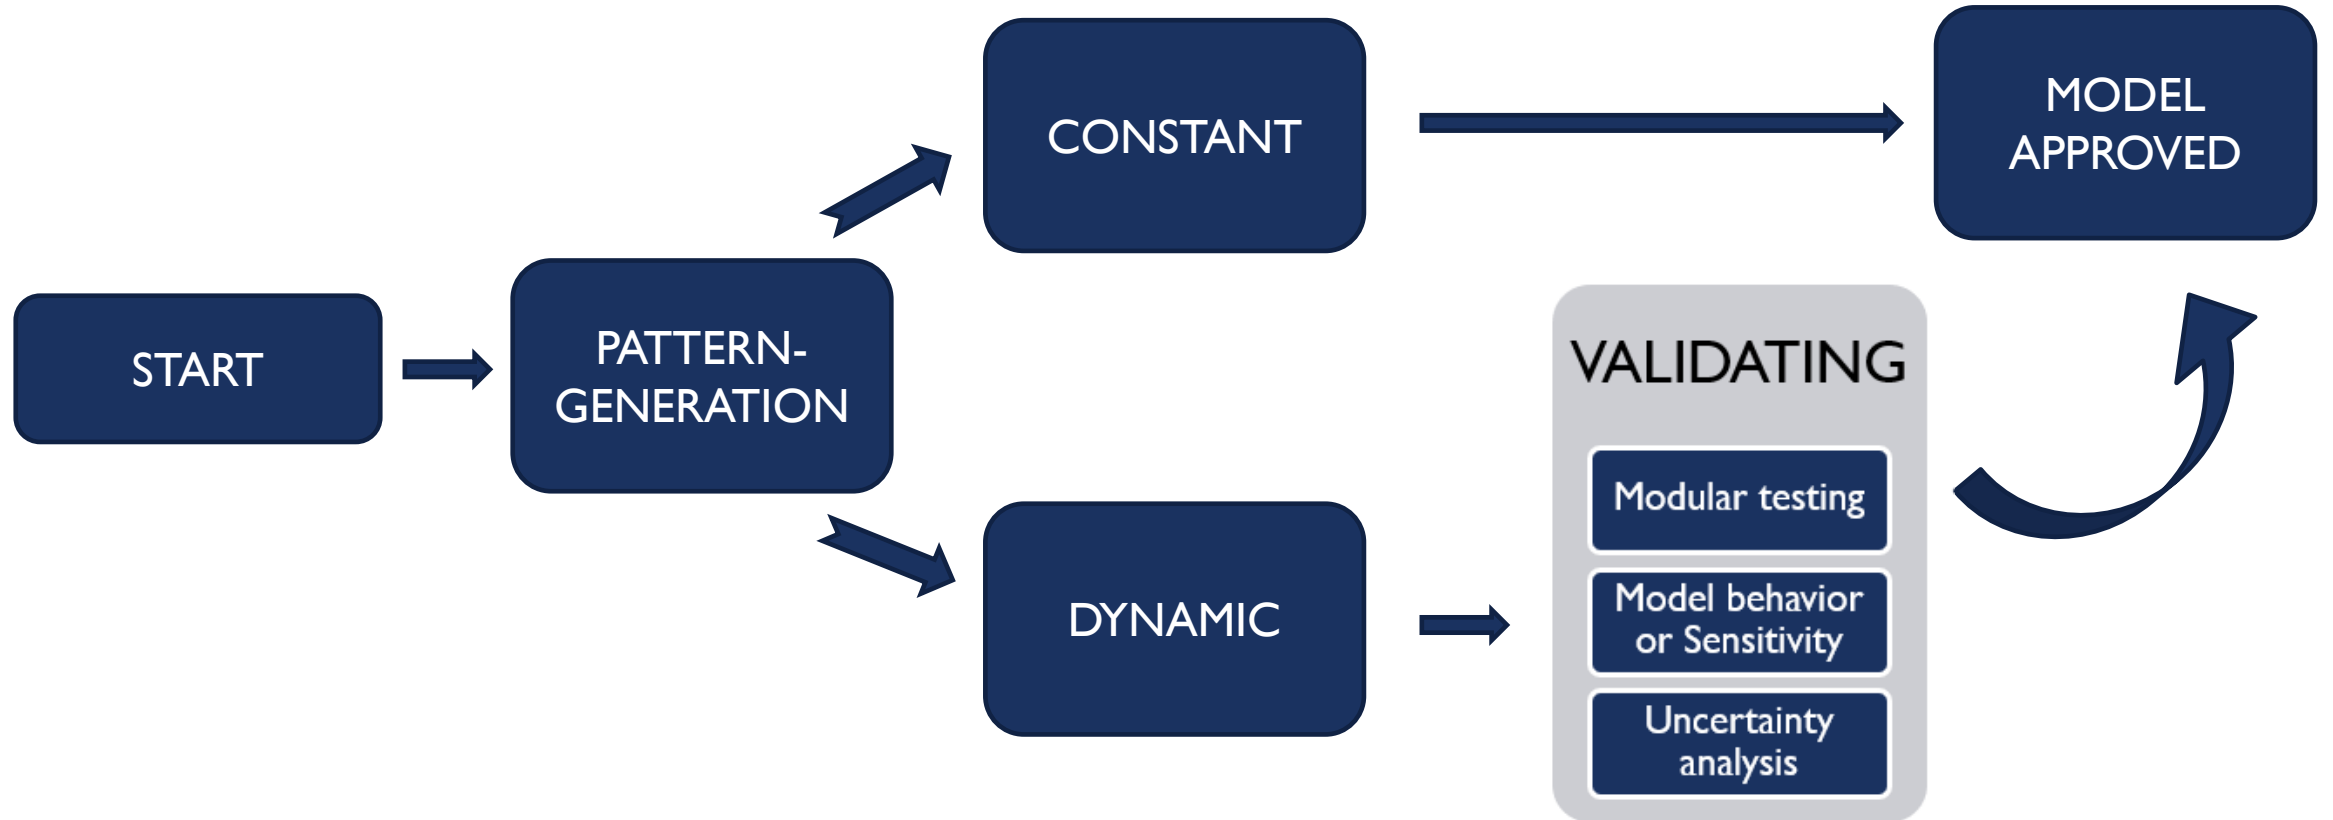 START
PATTERN-
GENERATION
CONSTANT
DYNAMIC
MODEL
APPROVED
VALIDATING
Modular testing
Model behavior
or Sensitivity
Uncertainty
analysis